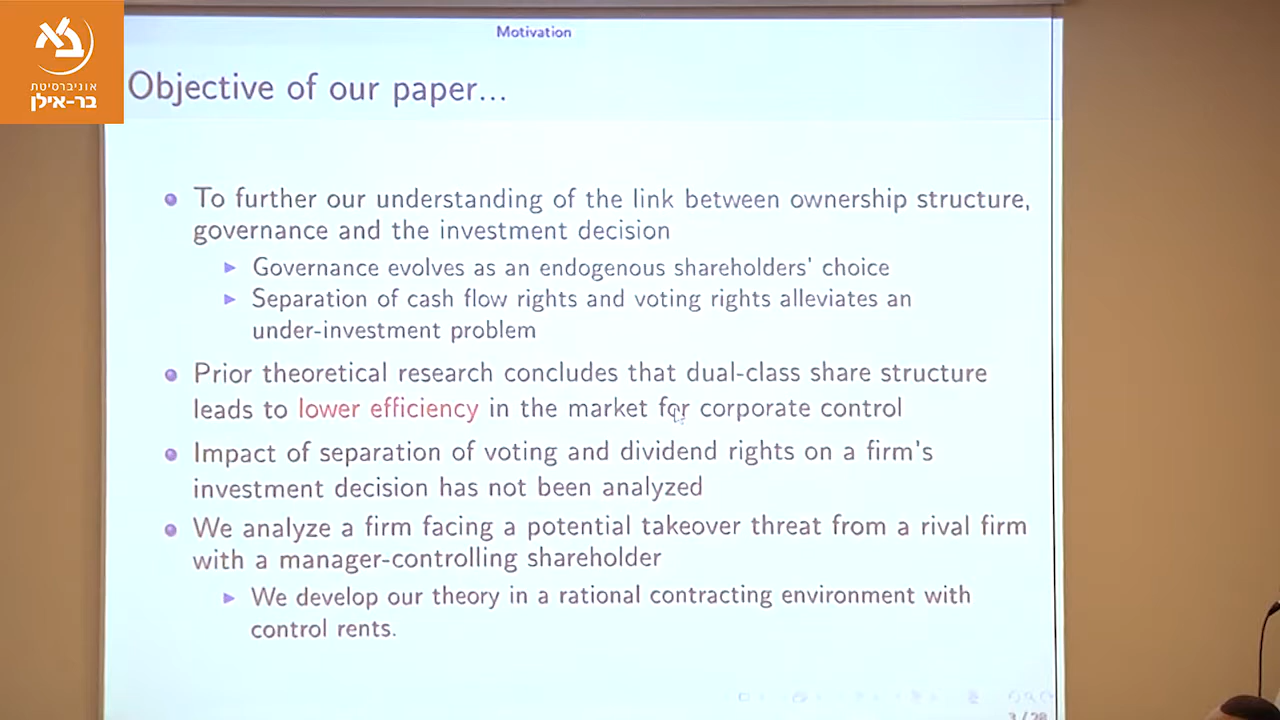 אוניברסיטת
בר-אילן
Motivation
Objective of our paper...
To further our understanding of the link between ownership structure,
governance and the investment decision
Governance evolves as an endogenous shareholders' choice
Separation of cash flow rights and voting rights alleviates an
under-investment problem
Prior theoretical research concludes that dual-class share structure
leads to lower efficiency in the market for corporate control
Impact of separation of voting and dividend rights on a firm's
investment decision has not been analyzed
We analyze a firm facing a potential takeover threat from a rival firm
with a manager-controlling shareholder
We develop our theory in a rational contracting environment with
control rents.
3 / 28